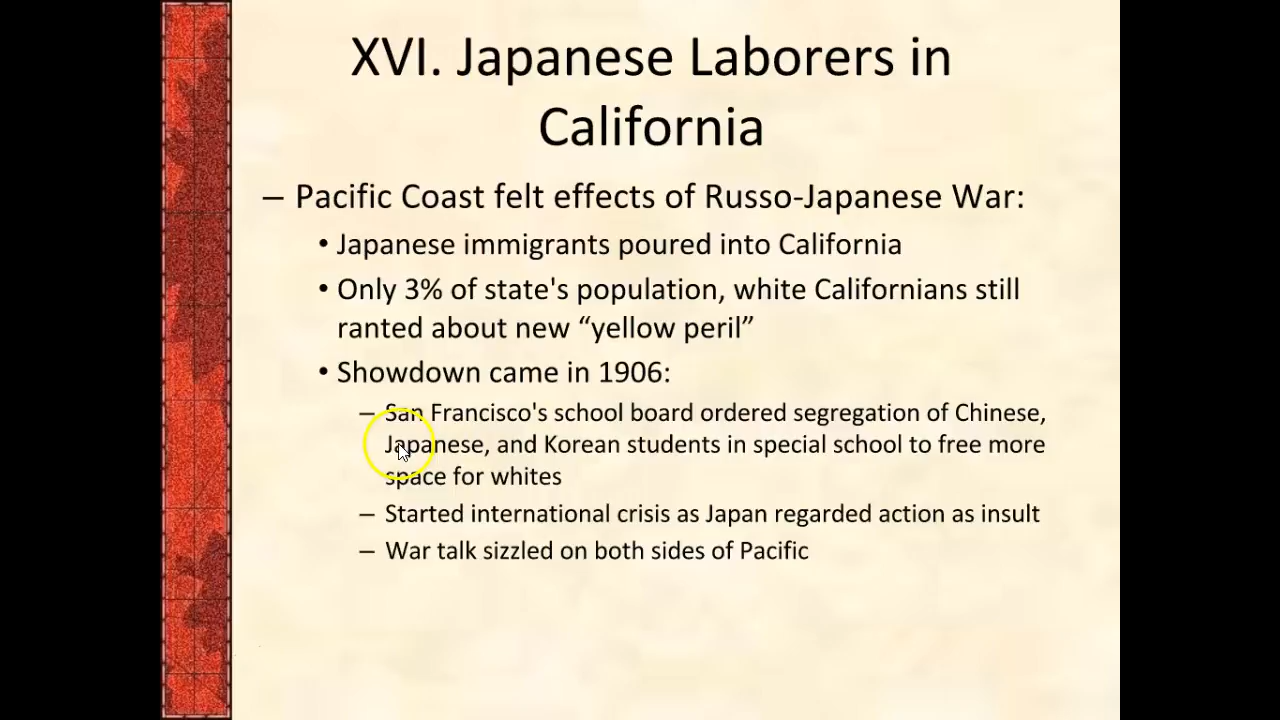 XVI. Japanese Laborers in
California
– Pacific Coast felt effects of Russo-Japanese War:
• Japanese immigrants poured into California
• Only 3% of state's population, white Californians still
ranted about new “yellow peril”
• Showdown came in 1906:
– San Francisco's school board ordered segregation of Chinese,
Japanese, and Korean students in special school to free more
space for whites
– Started international crisis as Japan regarded action as insult
– War talk sizzled on both sides of Pacific